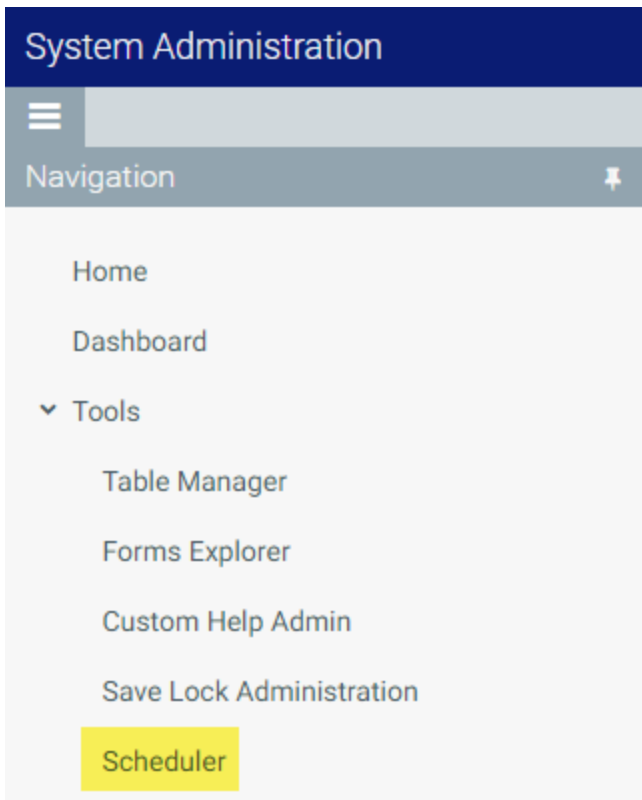 System Administration
Navigation
Home
Dashboard
Tools
Table Manager
Forms Explorer
Custom Help Admin
Save Lock Administration
Scheduler